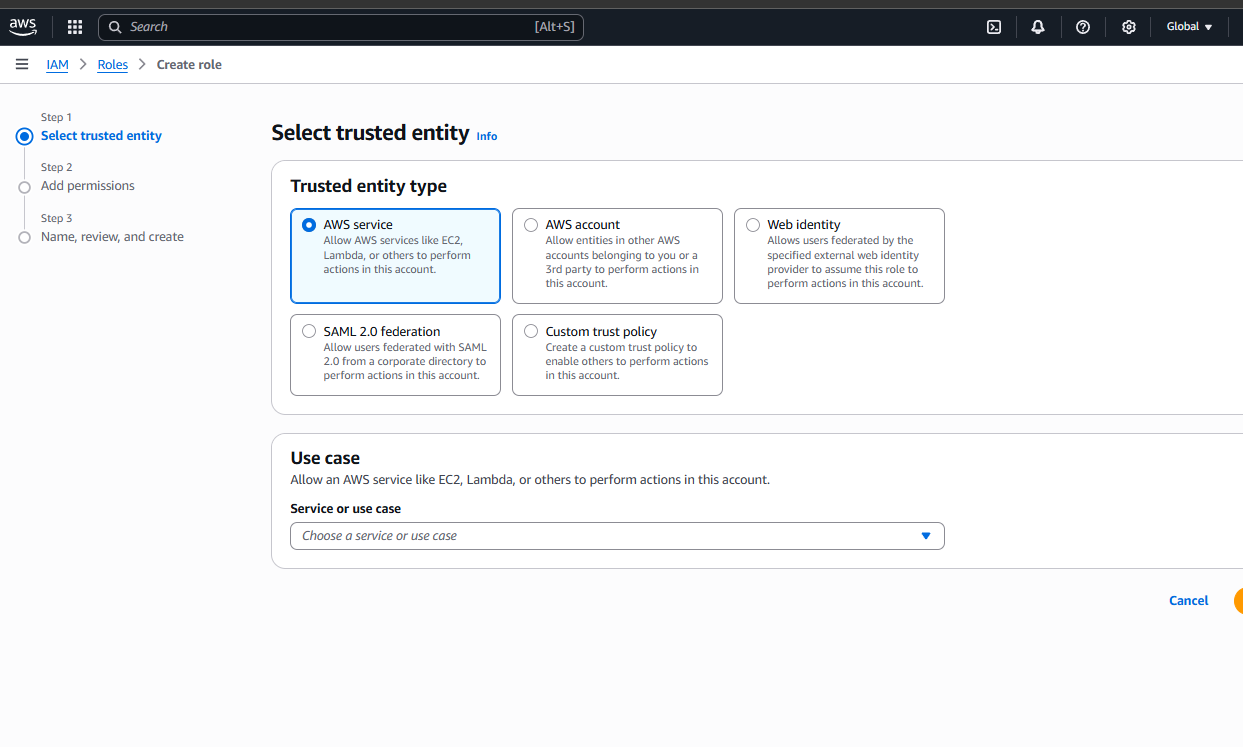 aws
Search [Alt+S]
Global
IAM > Roles > Create role
Step 1
Select trusted entity
Step 2
Add permissions
Step 3
Name, review, and create
Select trusted entity Info
Trusted entity type
AWS service
Allow AWS services like EC2,
Lambda, or others to perform
actions in this account.
AWS account
Allow entities in other AWS
accounts belonging to you or a
3rd party to perform actions in
this account.
Web identity
Allows users federated by the
specified external web identity
provider to assume this role to
perform actions in this account.
SAML 2.0 federation
Allow users federated with SAML
2.0 from a corporate directory to
perform actions in this account.
Custom trust policy
Create a custom trust policy to
enable others to perform actions
in this account.
Use case
Allow an AWS service like EC2, Lambda, or others to perform actions in this account.
Service or use case
Choose a service or use case
Cancel